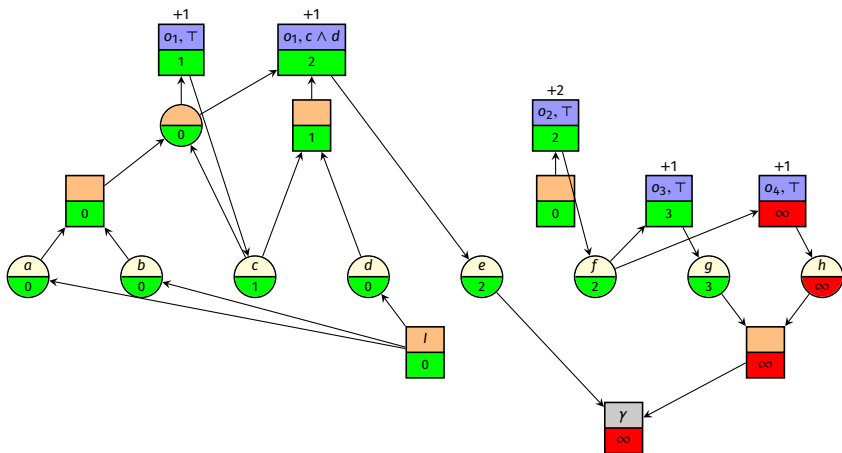 +1
+1
o₁, ⊤
o₁, c ∧ d
1
2
+2
o₂, ⊤
0
1
2
+1
+1
o₃, ⊤
o₄, ⊤
0
0
3
∞
a
b
c
d
e
f
g
h
0
0
1
0
2
2
3
∞
I
0
∞
γ
∞